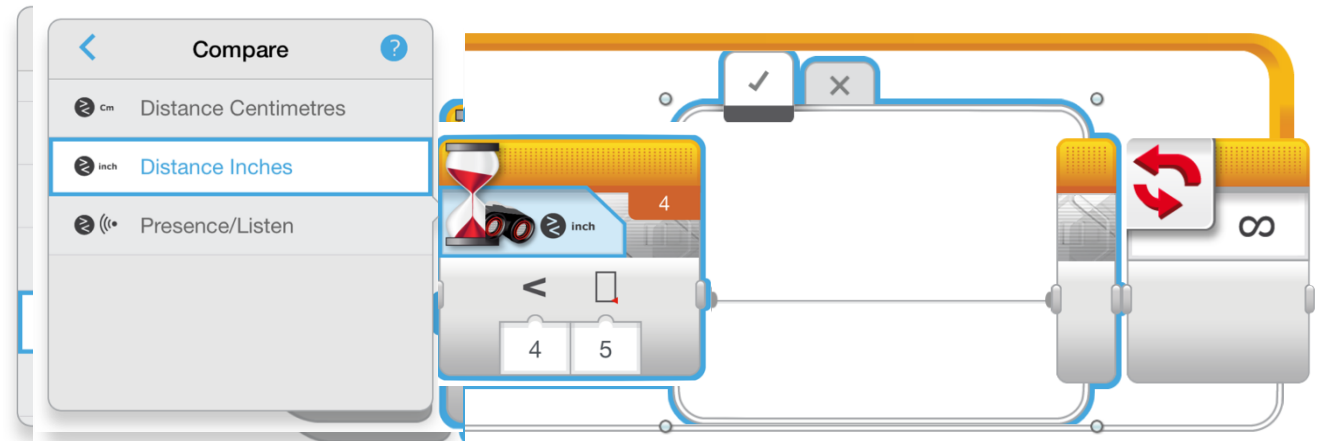 Compare
?
Cm Distance Centimetres
inch Distance Inches
Presence/Listen
4
inch
<
4 5
∞